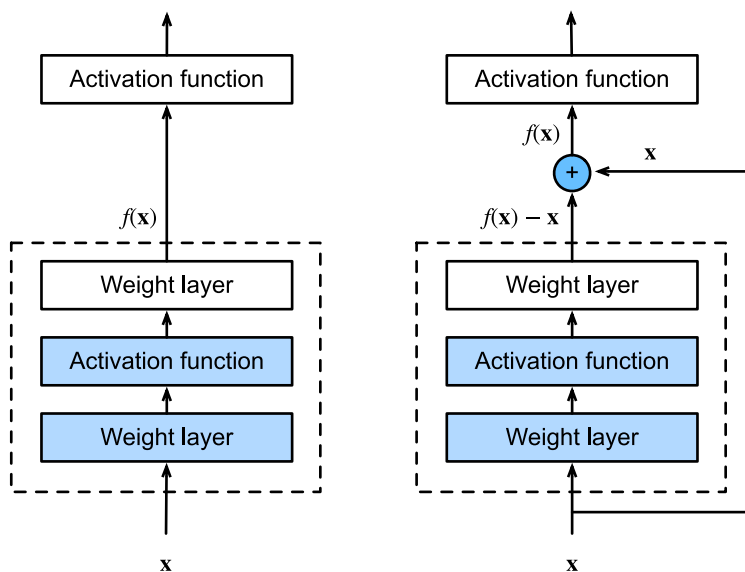 Activation function
f(x)
Weight layer
Activation function
Weight layer
x
Activation function
f(x)
x
+
f(x) − x
Weight layer
Activation function
Weight layer
x